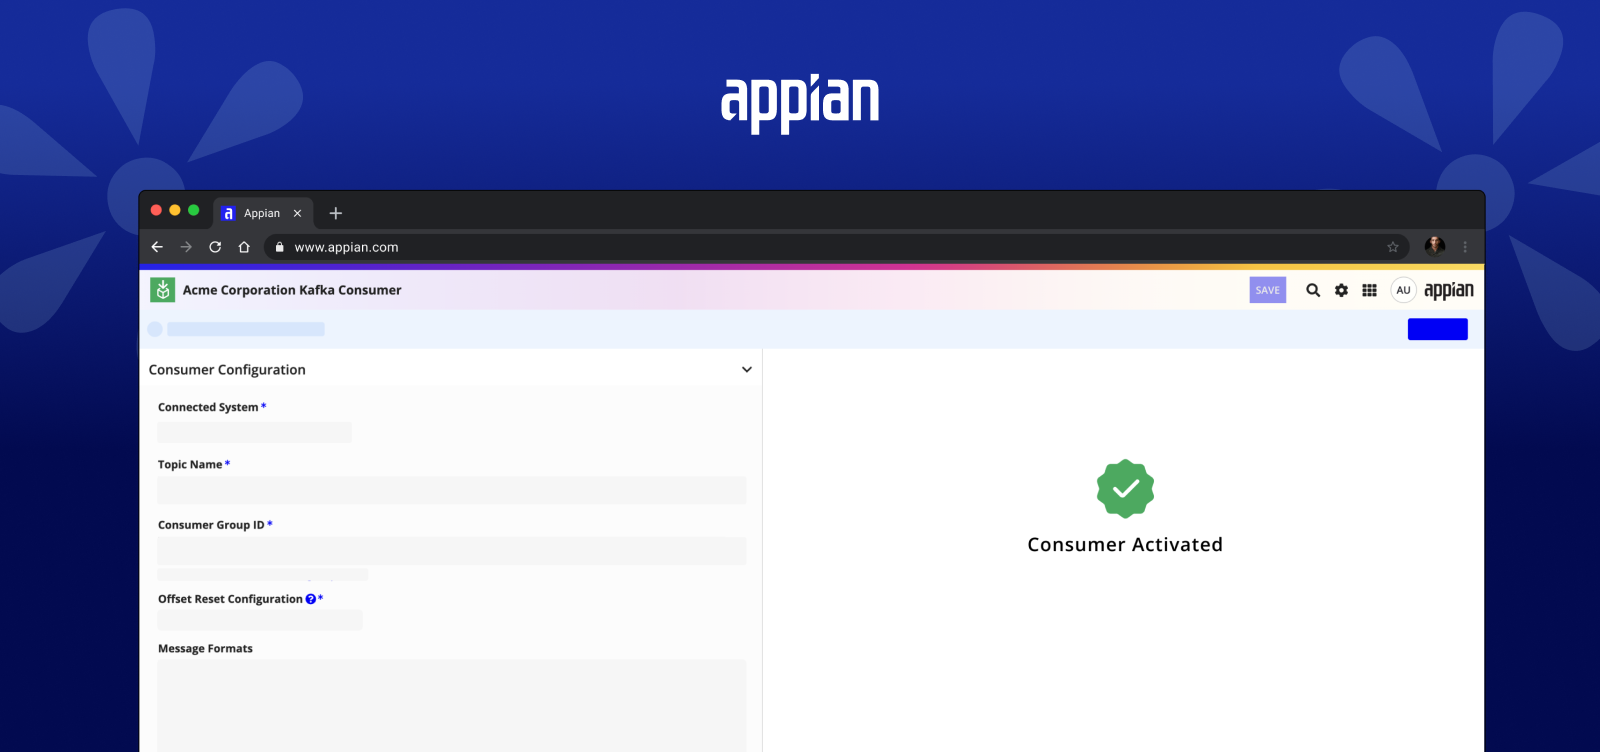 appian
Appian
www.appian.com
Acme Corporation Kafka Consumer
SAVE
AU
appian
Consumer Configuration
Connected System *
Topic Name *
Consumer Group ID *
Offset Reset Configuration ? *
Message Formats
Consumer Activated